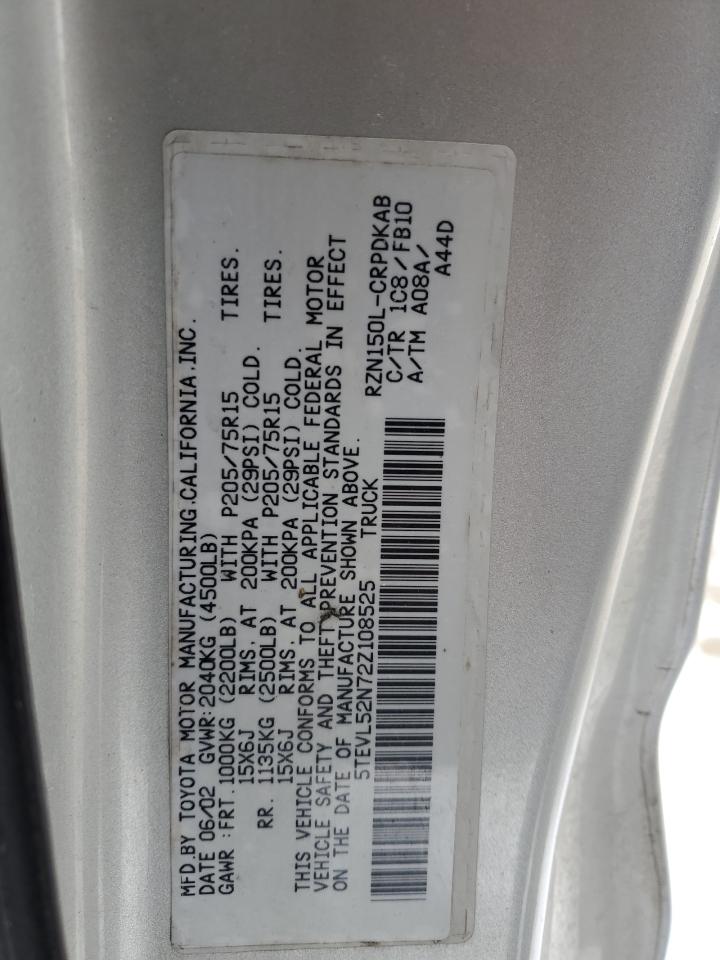 MFD.BY TOYOTA MOTOR MANUFACTURING.CALIFORNIA.INC.
DATE 06/02 GVWR:2040KG (4500LB)
GAWR :FRT.1000KG (2200LB) WITH P205/75R15 TIRES.
15X6J RIMS.AT 200KPA (29PSI) COLD.
RR. 1135KG (2500LB) WITH P205/75R15 TIRES.
15X6J RIMS.AT 200KPA (29PSI) COLD.
THIS VEHICLE CONFORMS TO ALL APPLICABLE FEDERAL MOTOR
VEHICLE SAFETY AND THEFT PREVENTION STANDARDS IN EFFECT
ON THE DATE OF MANUFACTURE SHOWN ABOVE.
5TEVL52N72Z108525 TRUCK
RZN150L-CRPDKAB
C/TR 1C8/FB10
A/TM A08A/
A44D